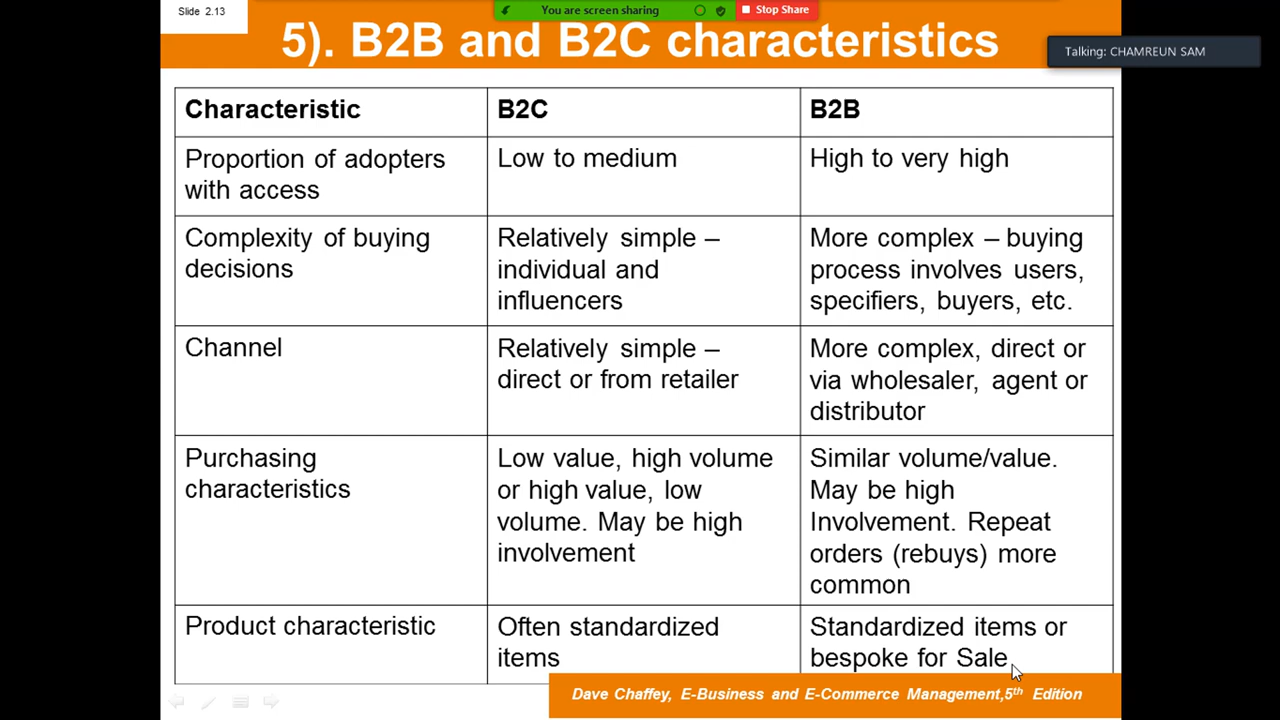 Slide 2.13
You are screen sharing
Stop Share
5). B2B and B2C characteristics
Talking: CHAMREUN SAM
Characteristic
B2C
B2B
Proportion of adopters
with access
Low to medium
High to very high
Complexity of buying
decisions
Relatively simple –
individual and
influencers
More complex – buying
process involves users,
specifiers, buyers, etc.
Channel
Relatively simple –
direct or from retailer
More complex, direct or
via wholesaler, agent or
distributor
Purchasing
characteristics
Low value, high volume
or high value, low
volume. May be high
involvement
Similar volume/value.
May be high
Involvement. Repeat
orders (rebuys) more
common
Product characteristic
Often standardized
items
Standardized items or
bespoke for Sale
Dave Chaffey, E-Business and E-Commerce Management,5th Edition